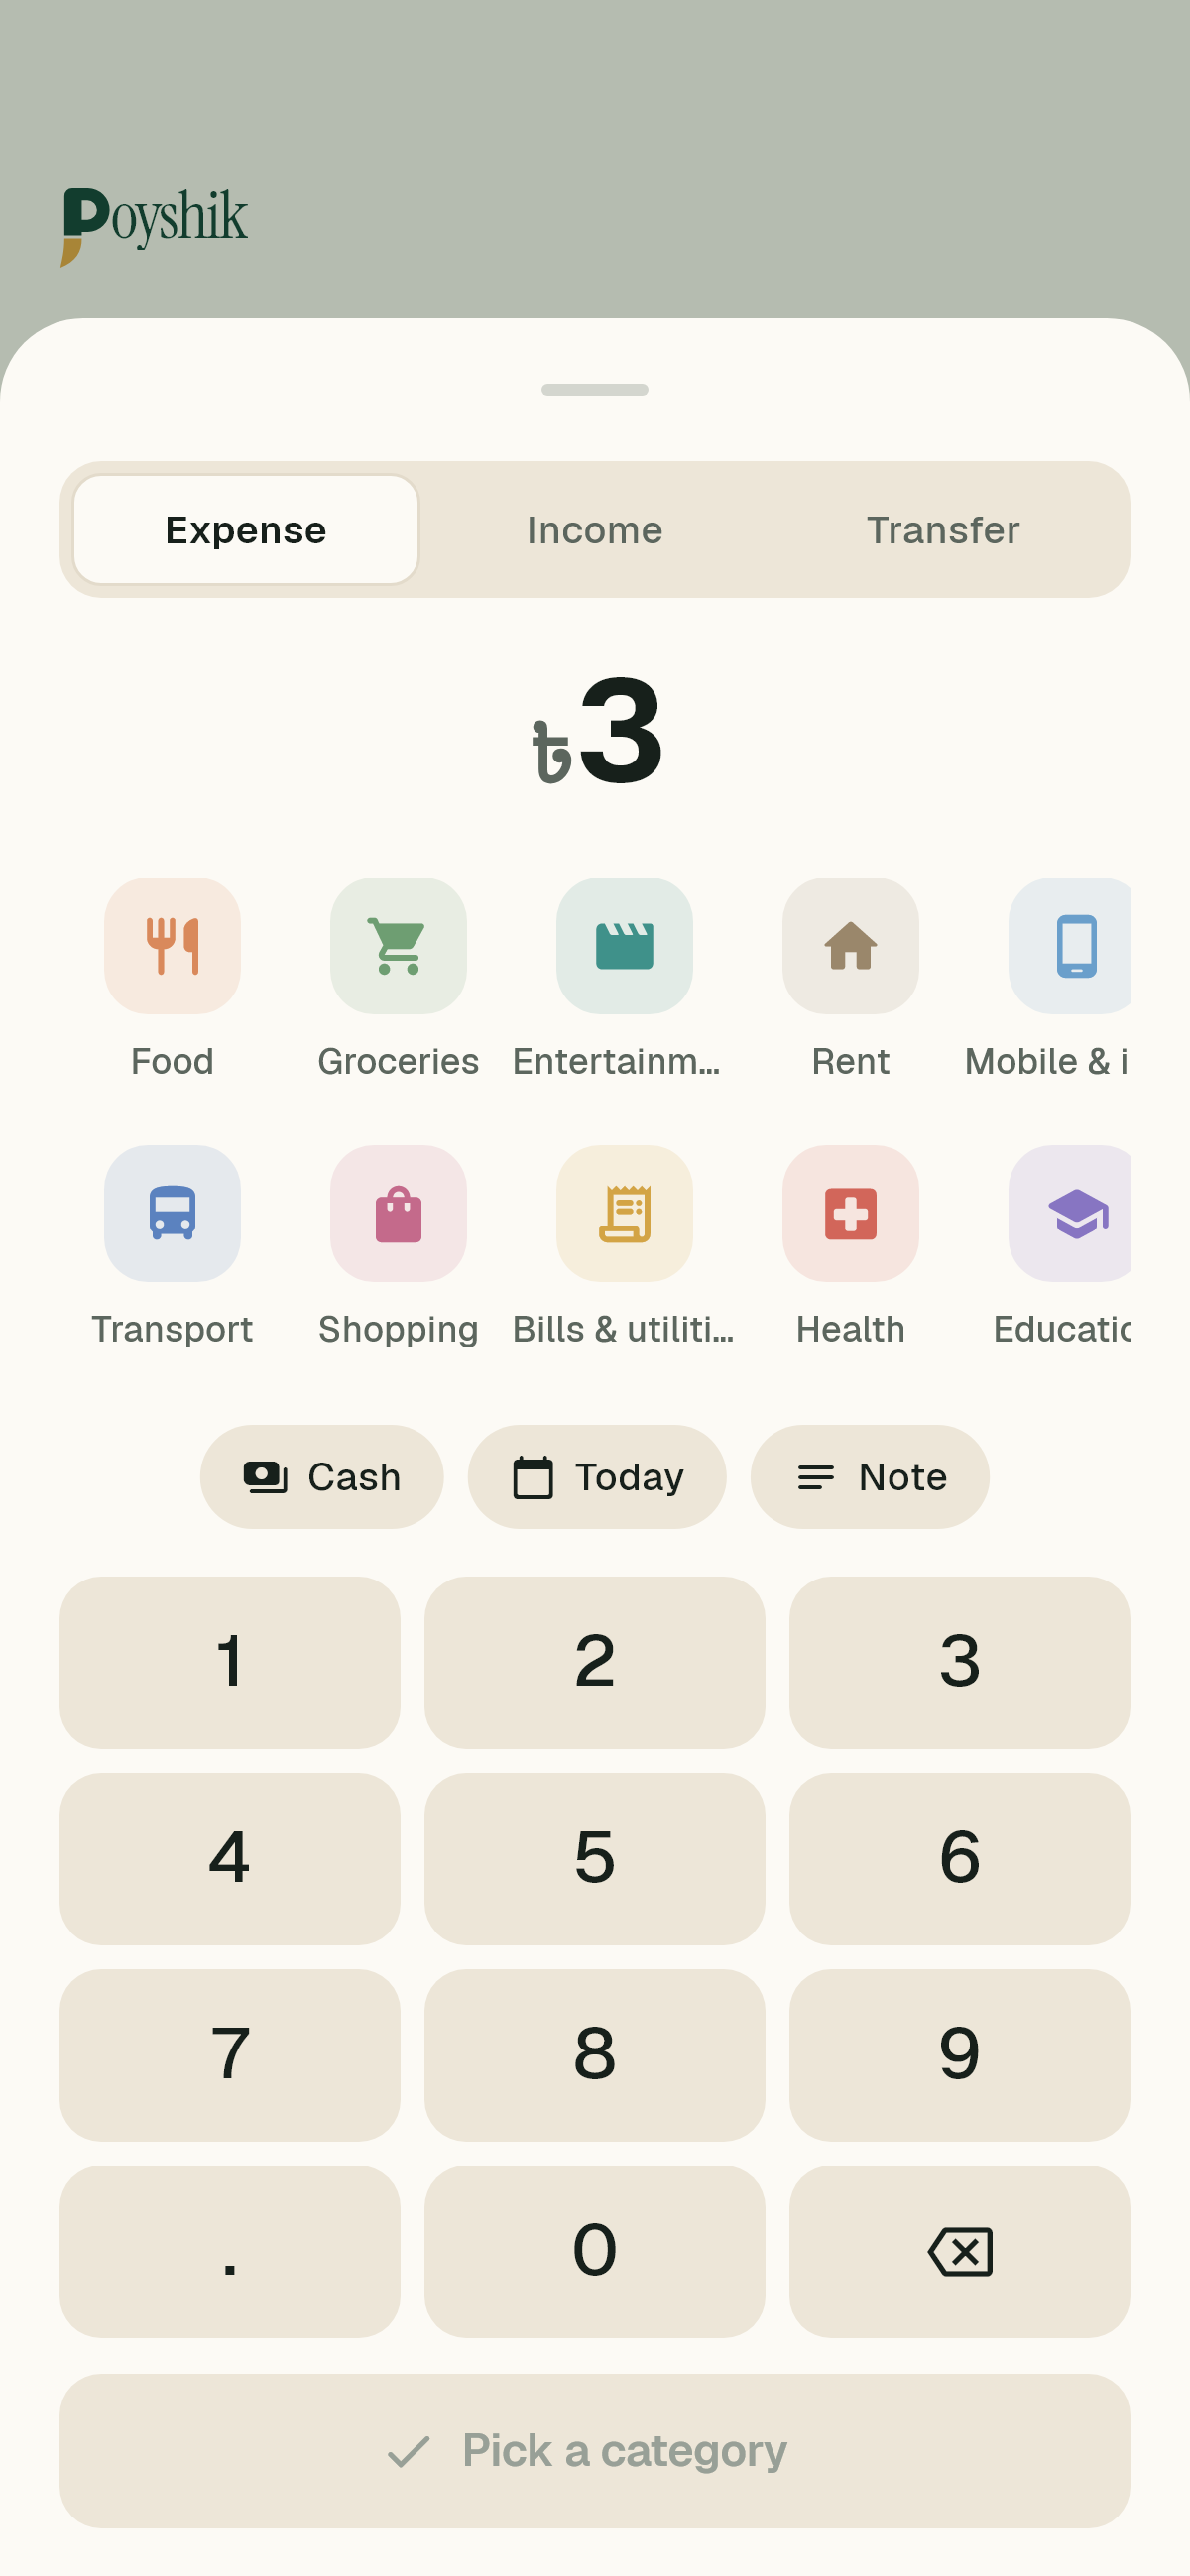 Poyshik
Expense Income Transfer
৳3
Food Groceries Entertainm... Rent Mobile & i
Transport Shopping Bills & utiliti... Health Educatio
Cash Today Note
1 2 3
4 5 6
7 8 9
. 0
Pick a category